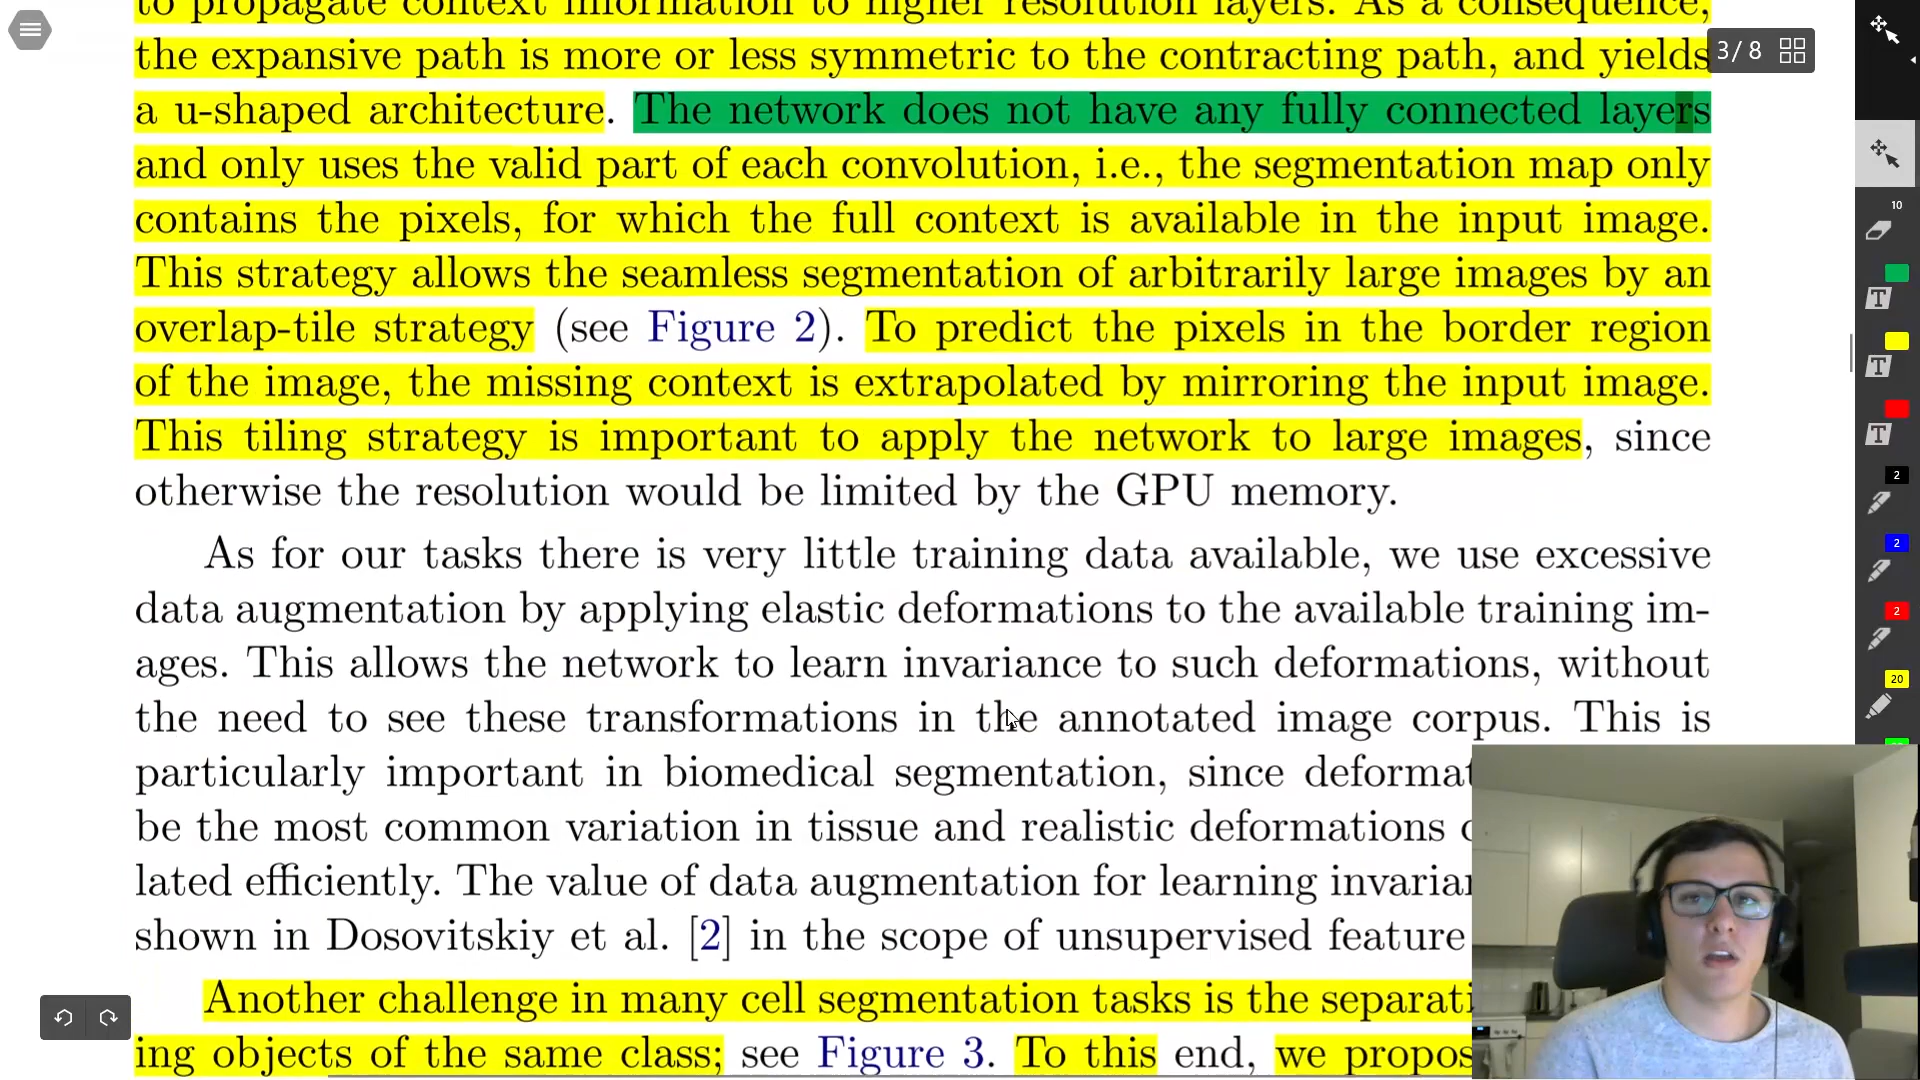 to propagate context information to higher resolution layers. As a consequence,
the expansive path is more or less symmetric to the contracting path, and yields
a u-shaped architecture. The network does not have any fully connected layers
and only uses the valid part of each convolution, i.e., the segmentation map only
contains the pixels, for which the full context is available in the input image.
This strategy allows the seamless segmentation of arbitrarily large images by an
overlap-tile strategy (see Figure 2). To predict the pixels in the border region
of the image, the missing context is extrapolated by mirroring the input image.
This tiling strategy is important to apply the network to large images, since
otherwise the resolution would be limited by the GPU memory.
As for our tasks there is very little training data available, we use excessive
data augmentation by applying elastic deformations to the available training im-
ages. This allows the network to learn invariance to such deformations, without
the need to see these transformations in the annotated image corpus. This is
particularly important in biomedical segmentation, since deformat
be the most common variation in tissue and realistic deformations
lated efficiently. The value of data augmentation for learning invarian
shown in Dosovitskiy et al. [2] in the scope of unsupervised feature
Another challenge in many cell segmentation tasks is the separati
ing objects of the same class; see Figure 3. To this end, we propos
3/8
10
T
T
T
2
2
2
20